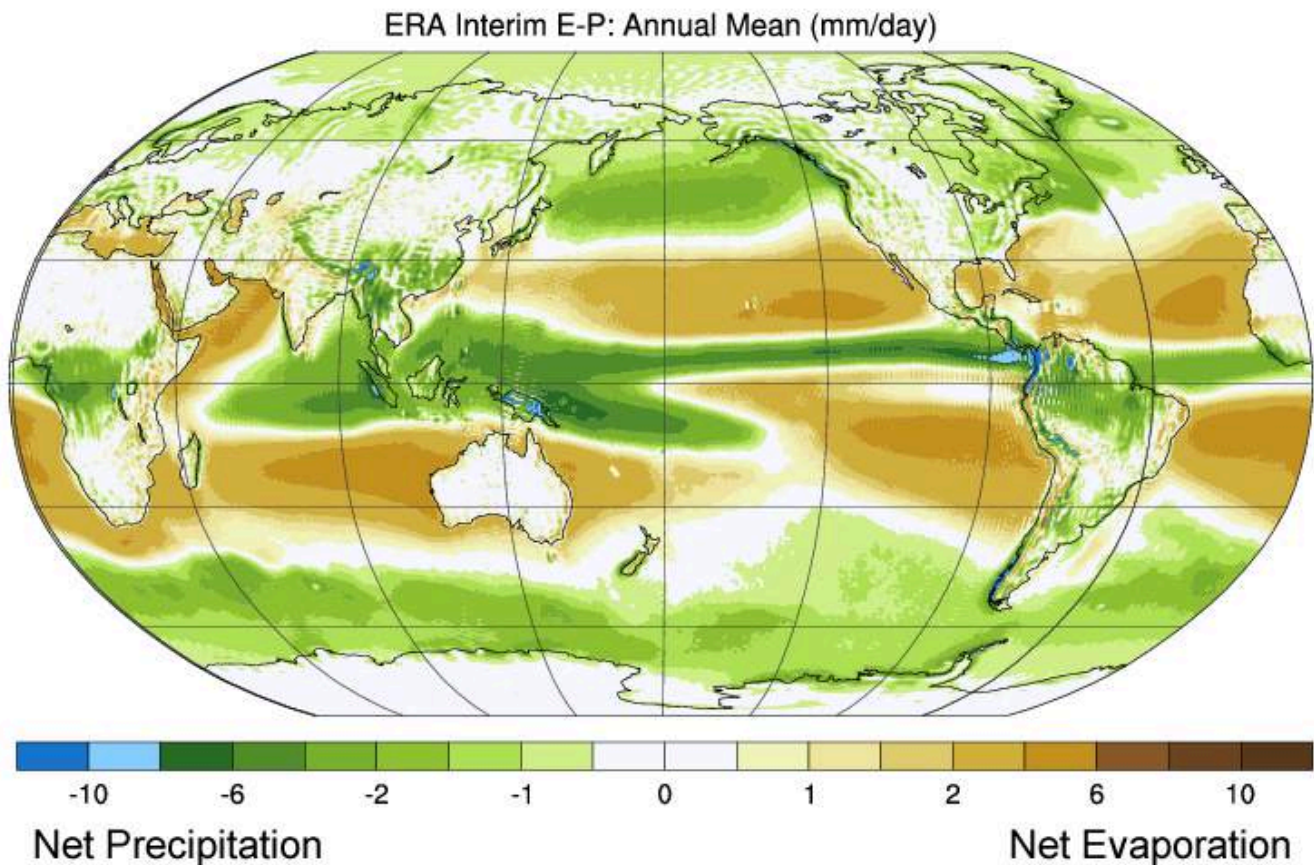 ERA Interim E-P: Annual Mean (mm/day)
-10 -6 -2 -1 0 1 2 6 10
Net Precipitation Net Evaporation